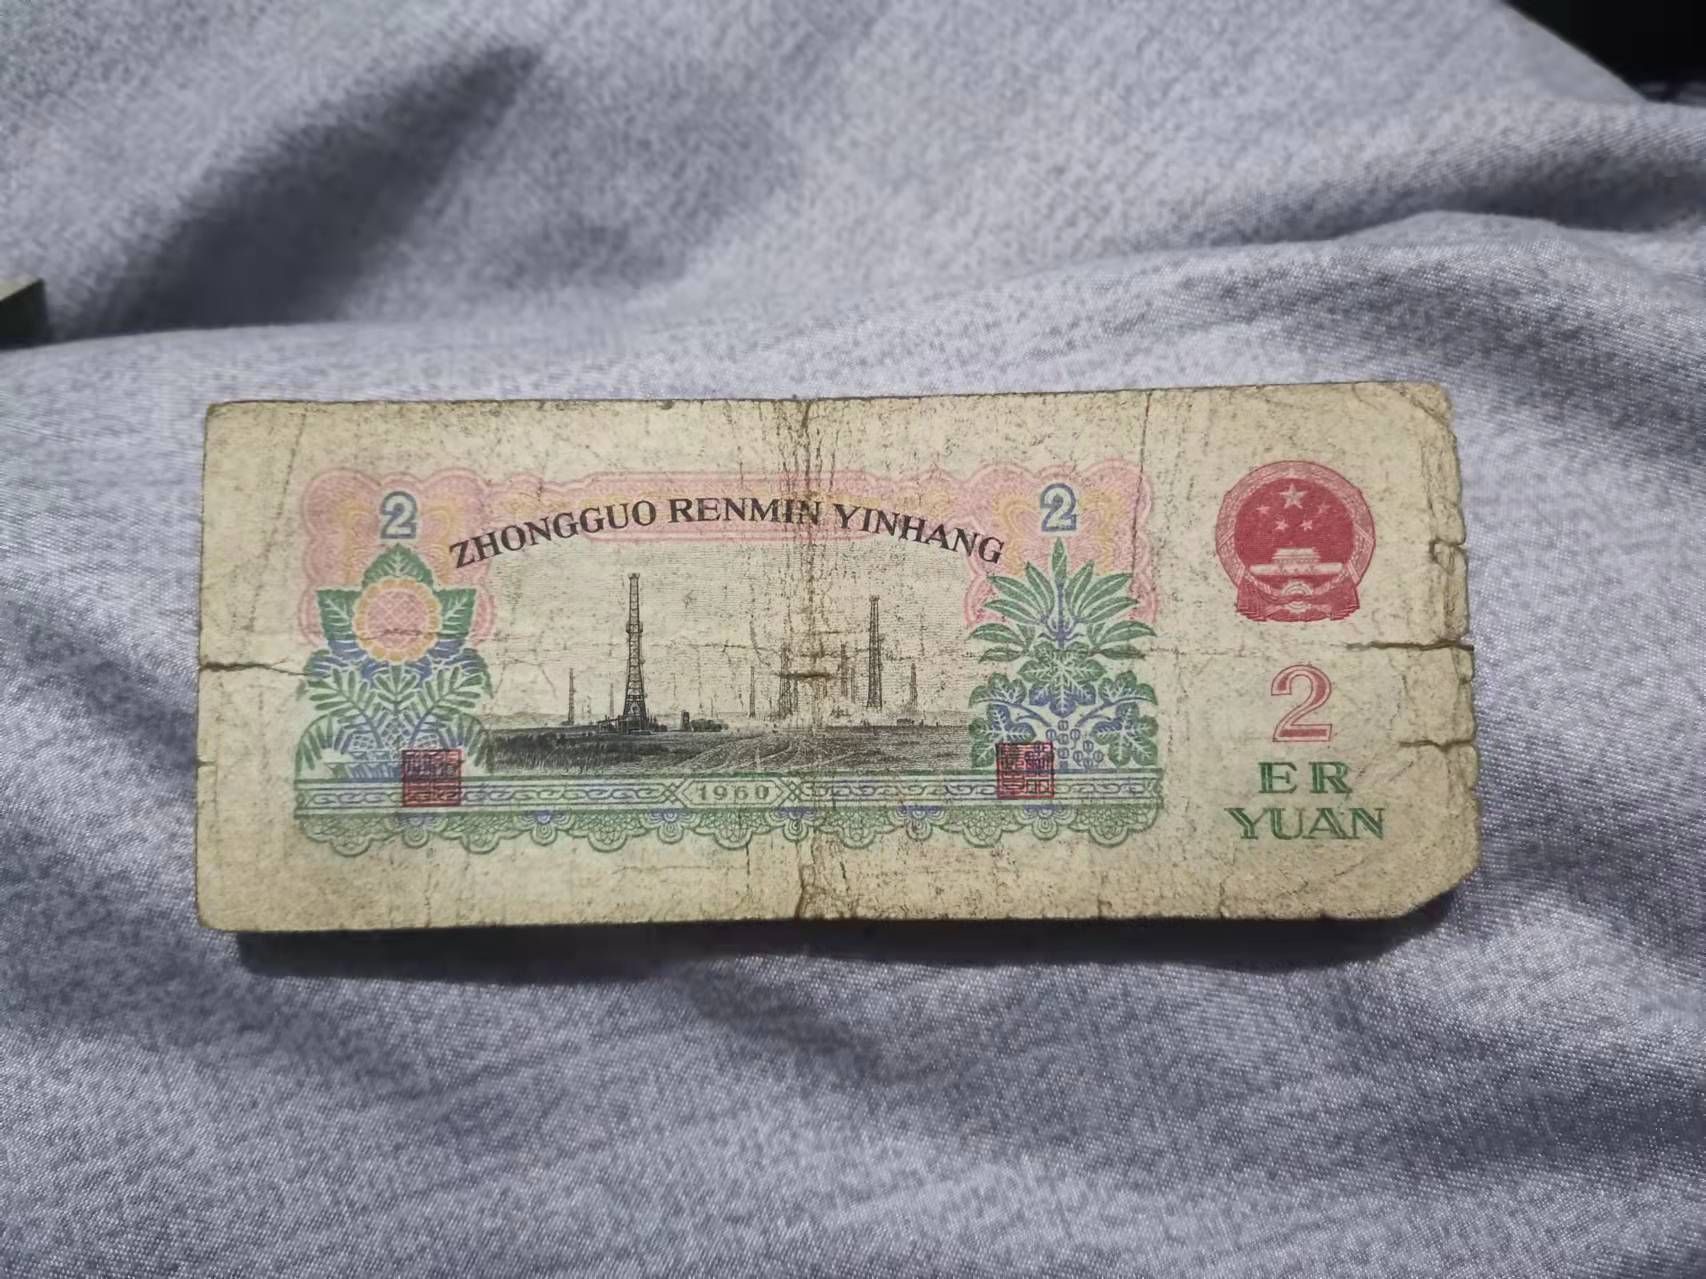 2
2
ZHONGGUO RENMIN YINHANG
2
1960
ER
YUAN